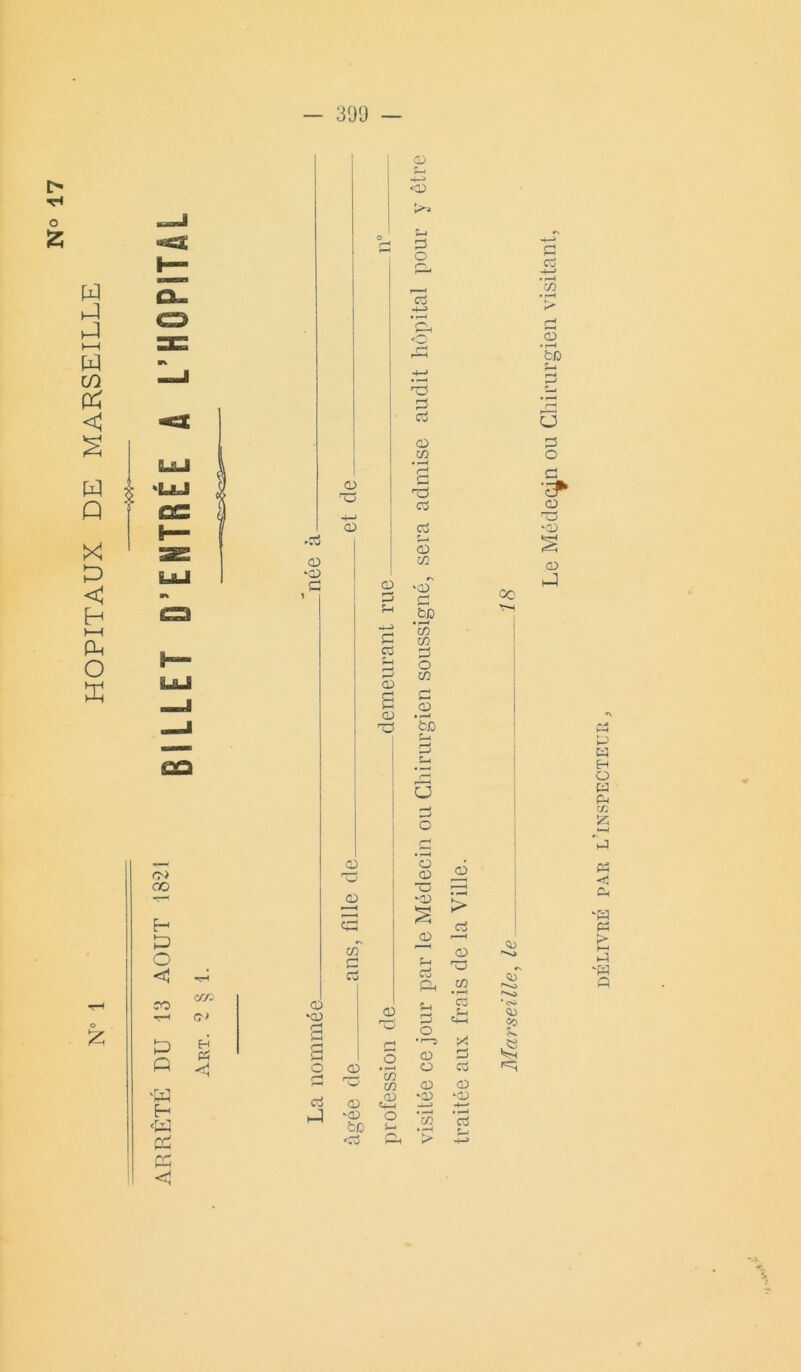 — 399 —
No 17
HOPITAUX DE MARSEILLE
No 1
ARRÊTÉ DU 13 AOUT 1821
ART. 2 § 1.
BILLET D'ENTRÉE A L'HOPITAL
La nommée née à
âgée de ans, fille de et de
profession de demeurant rue no
visitée ce jour par le Médecin ou Chirurgien soussigné, sera admise audit hôpital pour y être
traitée aux frais de la Ville.
Marseille, le 18
Le Médecin ou Chirurgien visitant,
DÉLIVRÉ PAR L'INSPECTEUR,